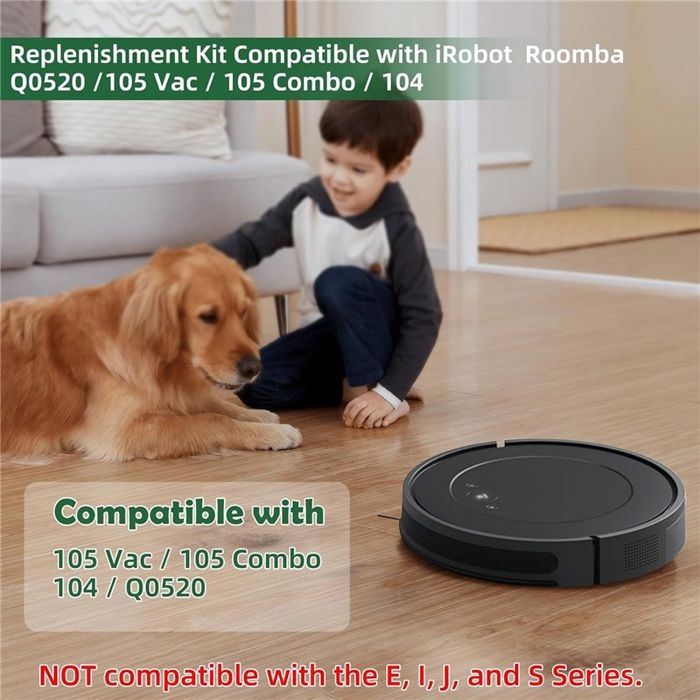 Replenishment Kit Compatible with iRobot Roomba
Q0520 /105 Vac / 105 Combo / 104
Compatible with
105 Vac / 105 Combo
104 / Q0520
NOT compatible with the E, I, J, and S Series.